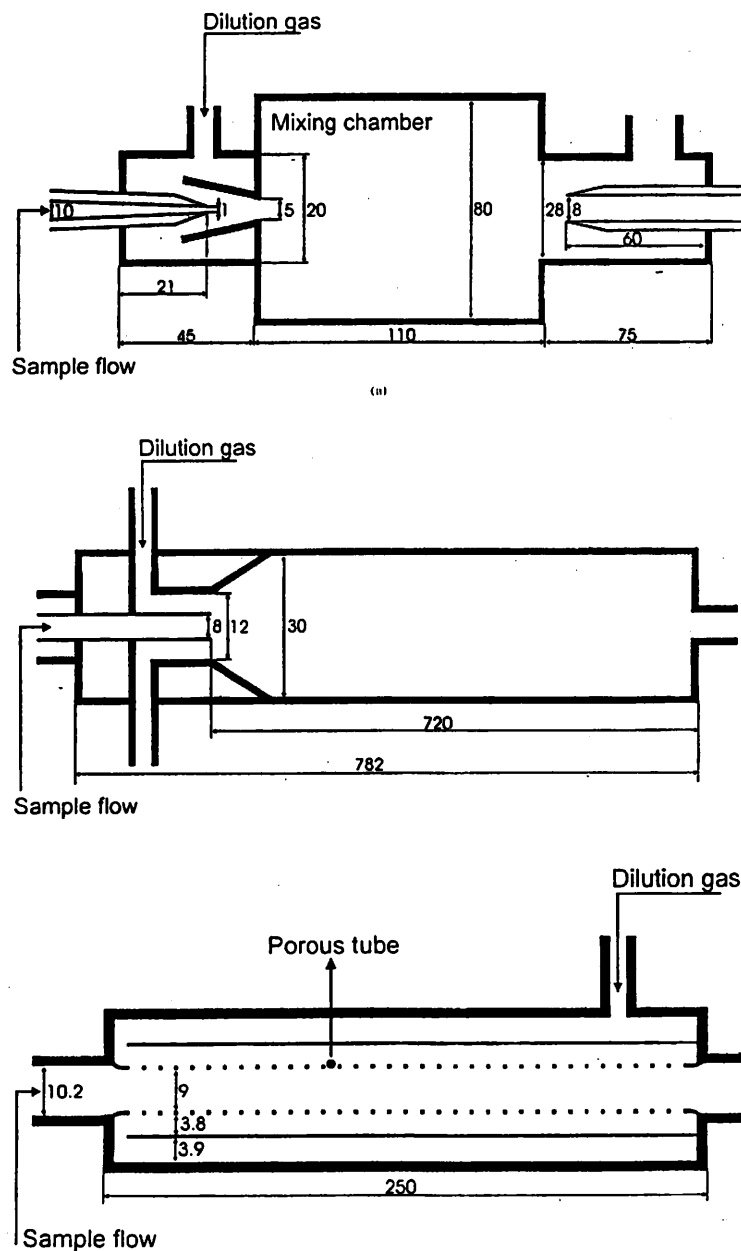 Dilution gas
Mixing chamber
10
1
5
20
80
28
8
60
21
45
110
75
Sample flow
(a)
Dilution gas
8
12
30
720
782
Sample flow
Dilution gas
Porous tube
10.2
9
3.8
3.9
250
Sample flow